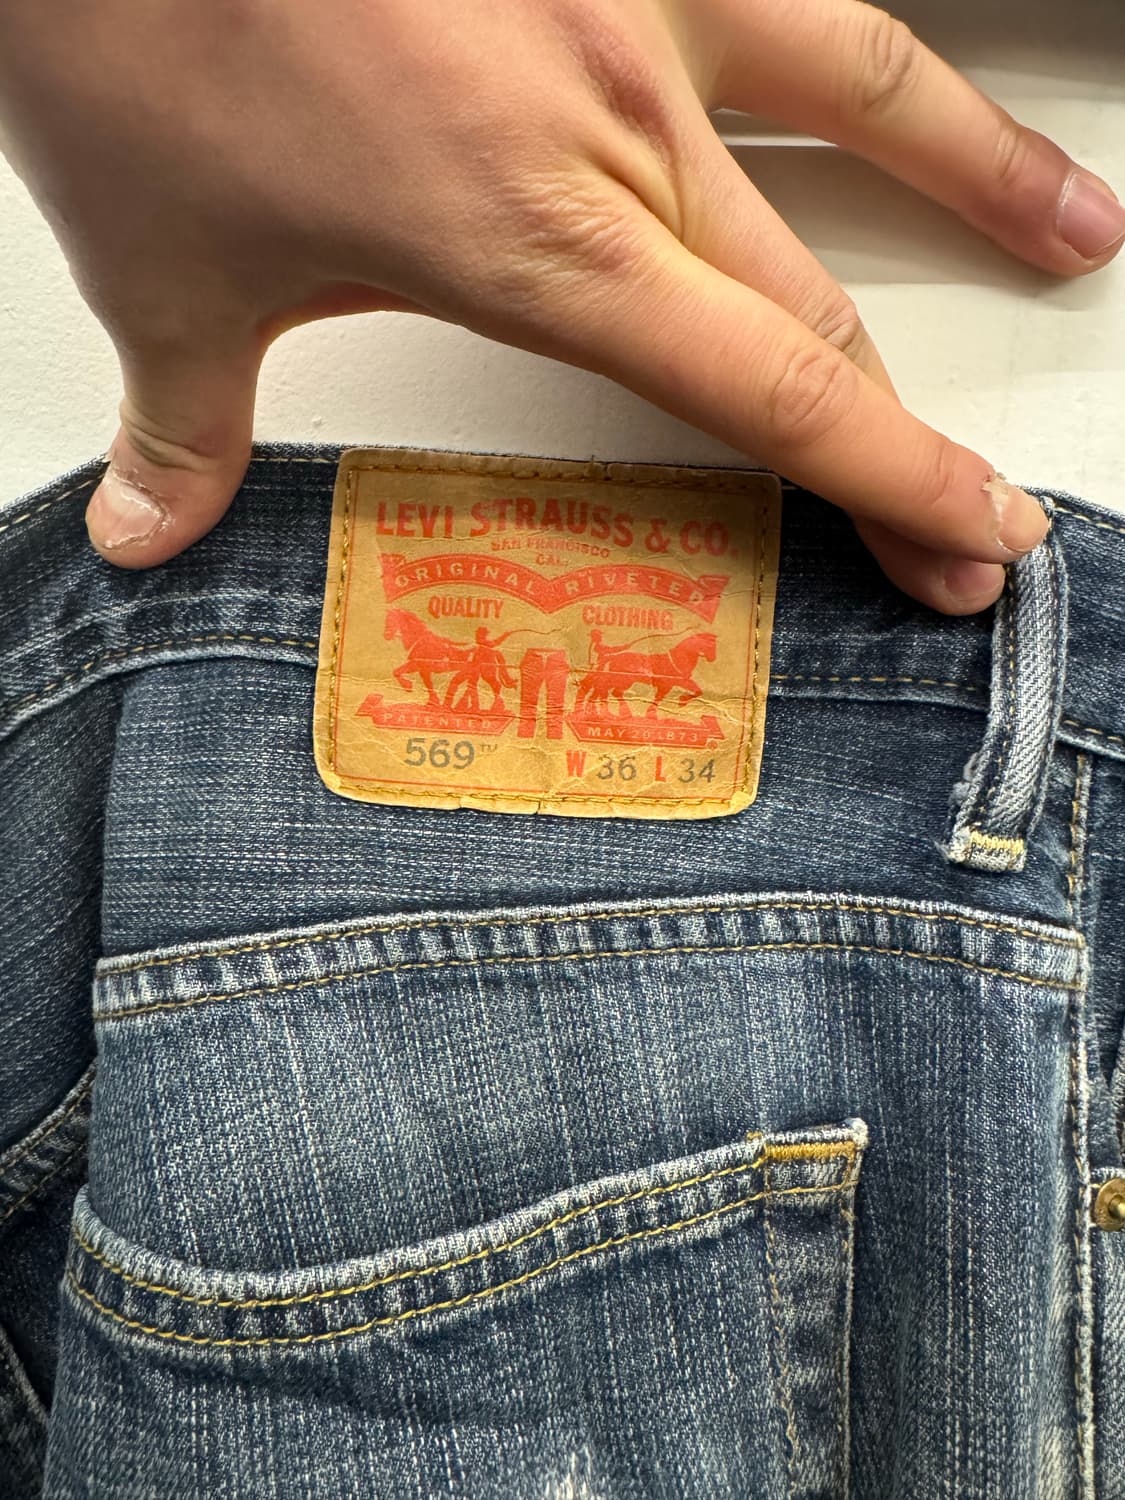 LEVI STRAUSS & CO.
SAN FRANCISCO
CAL.
ORIGINAL RIVETED
QUALITY CLOTHING
PATENTED MAY 20 1873
569™ W 36 L 34